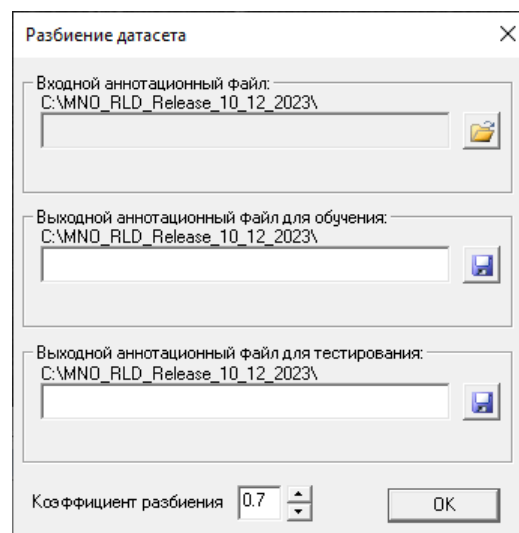 Разбиение датасета
Входной аннотационный файл:
C:\MNO_RLD_Release_10_12_2023\
Выходной аннотационный файл для обучения:
C:\MNO_RLD_Release_10_12_2023\
Выходной аннотационный файл для тестирования:
C:\MNO_RLD_Release_10_12_2023\
Коэффициент разбиения 0.7 OK